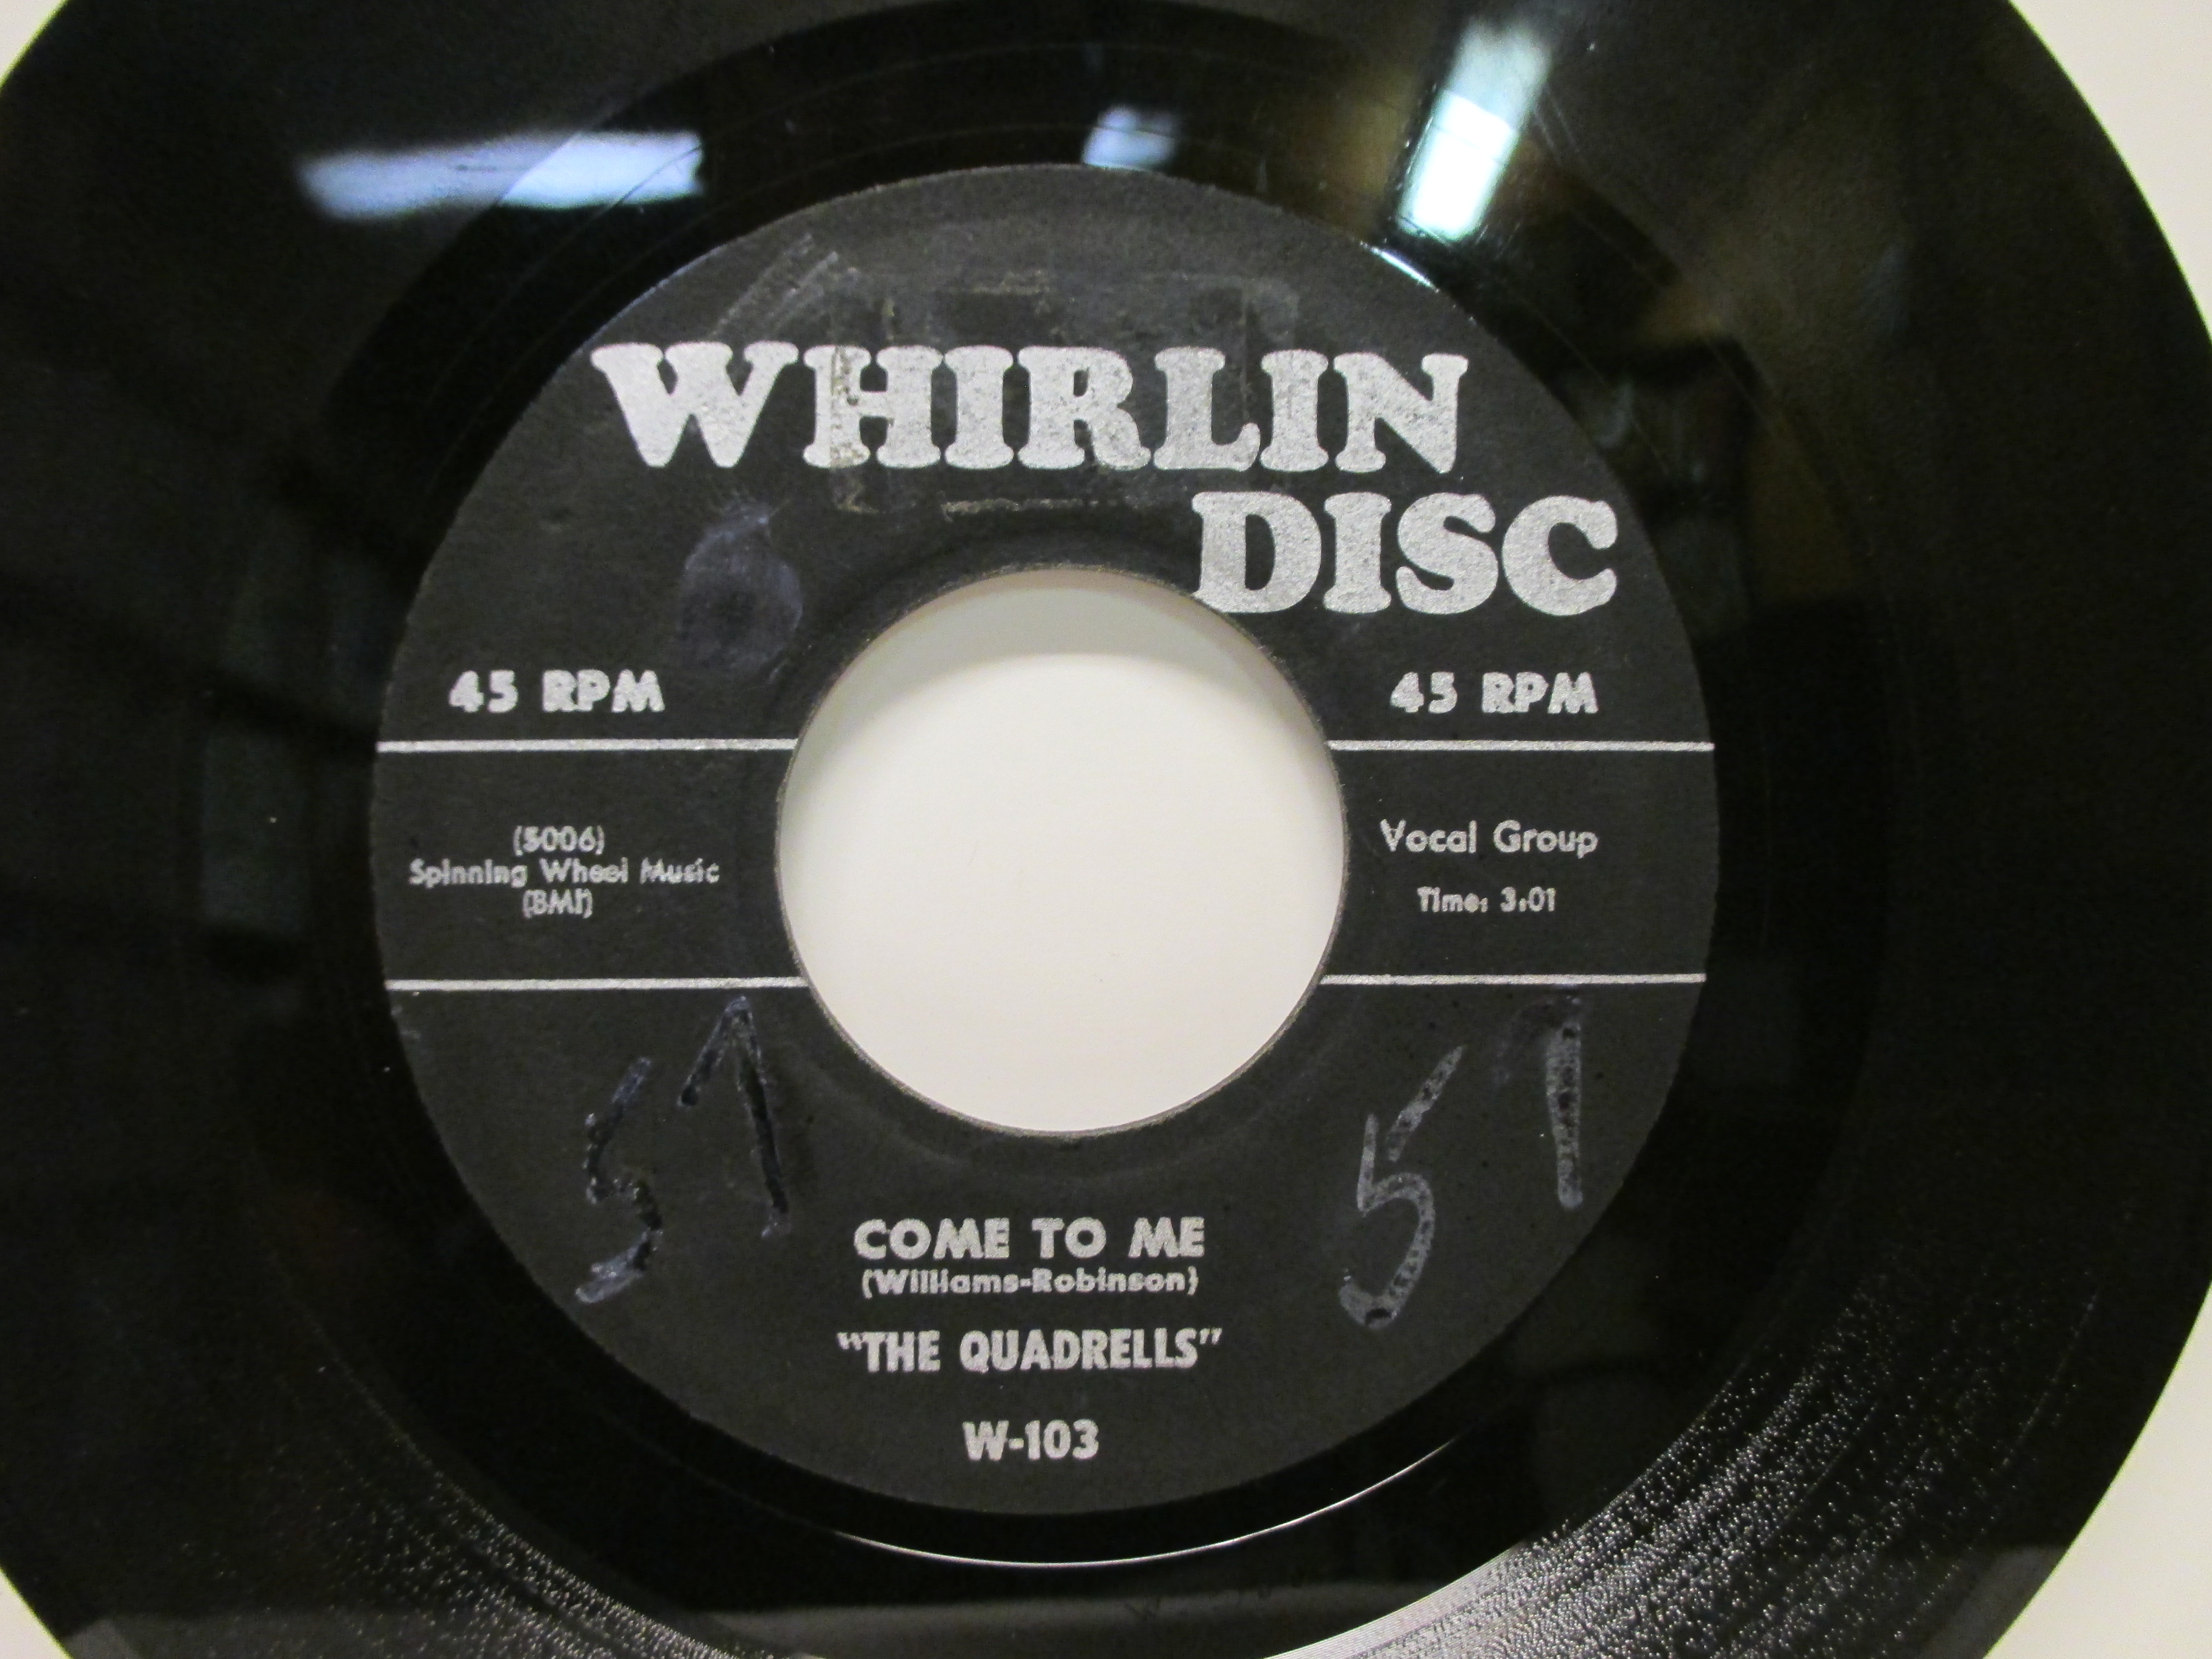 WHIRLIN
DISC
45 RPM
45 RPM
(5006)
Spinning Wheel Music
(BMI)
Vocal Group
Time: 3:01
51
51
COME TO ME
(Williams-Robinson)
"THE QUADRELLS"
W-103